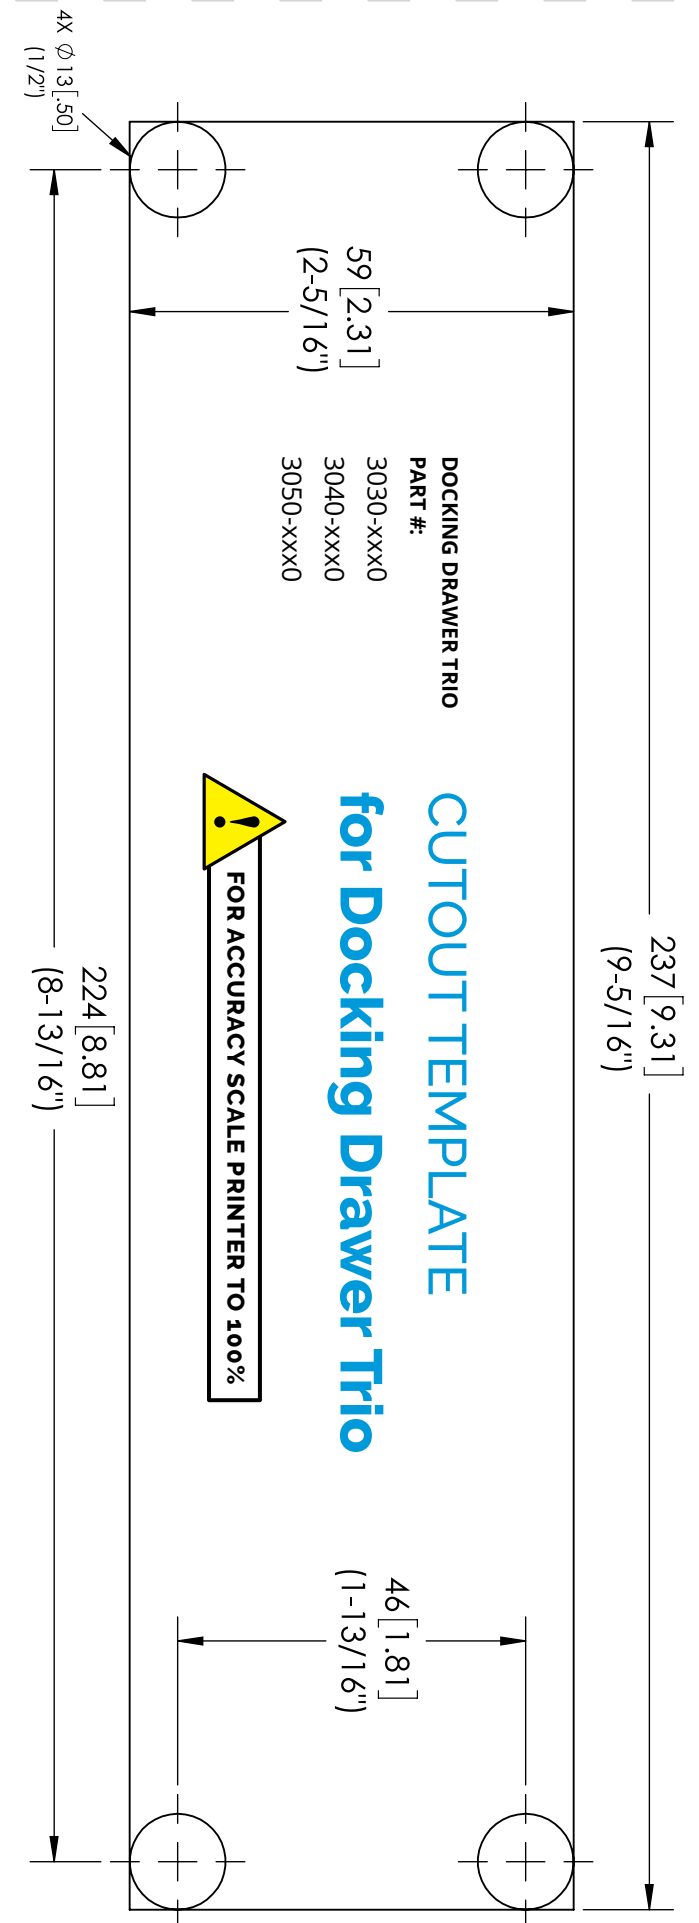 237[9.31]
(9-5/16")
CUTOUT TEMPLATE
for Docking Drawer Trio
DOCKING DRAWER TRIO
PART #:
3030-xxx0
3040-xxx0
3050-xxx0
59[2.31]
(2-5/16")
46[1.81]
(1-13/16")
!
FOR ACCURACY SCALE PRINTER TO 100%
224[8.81]
(8-13/16")
4X Ø13[.50]
(1/2")